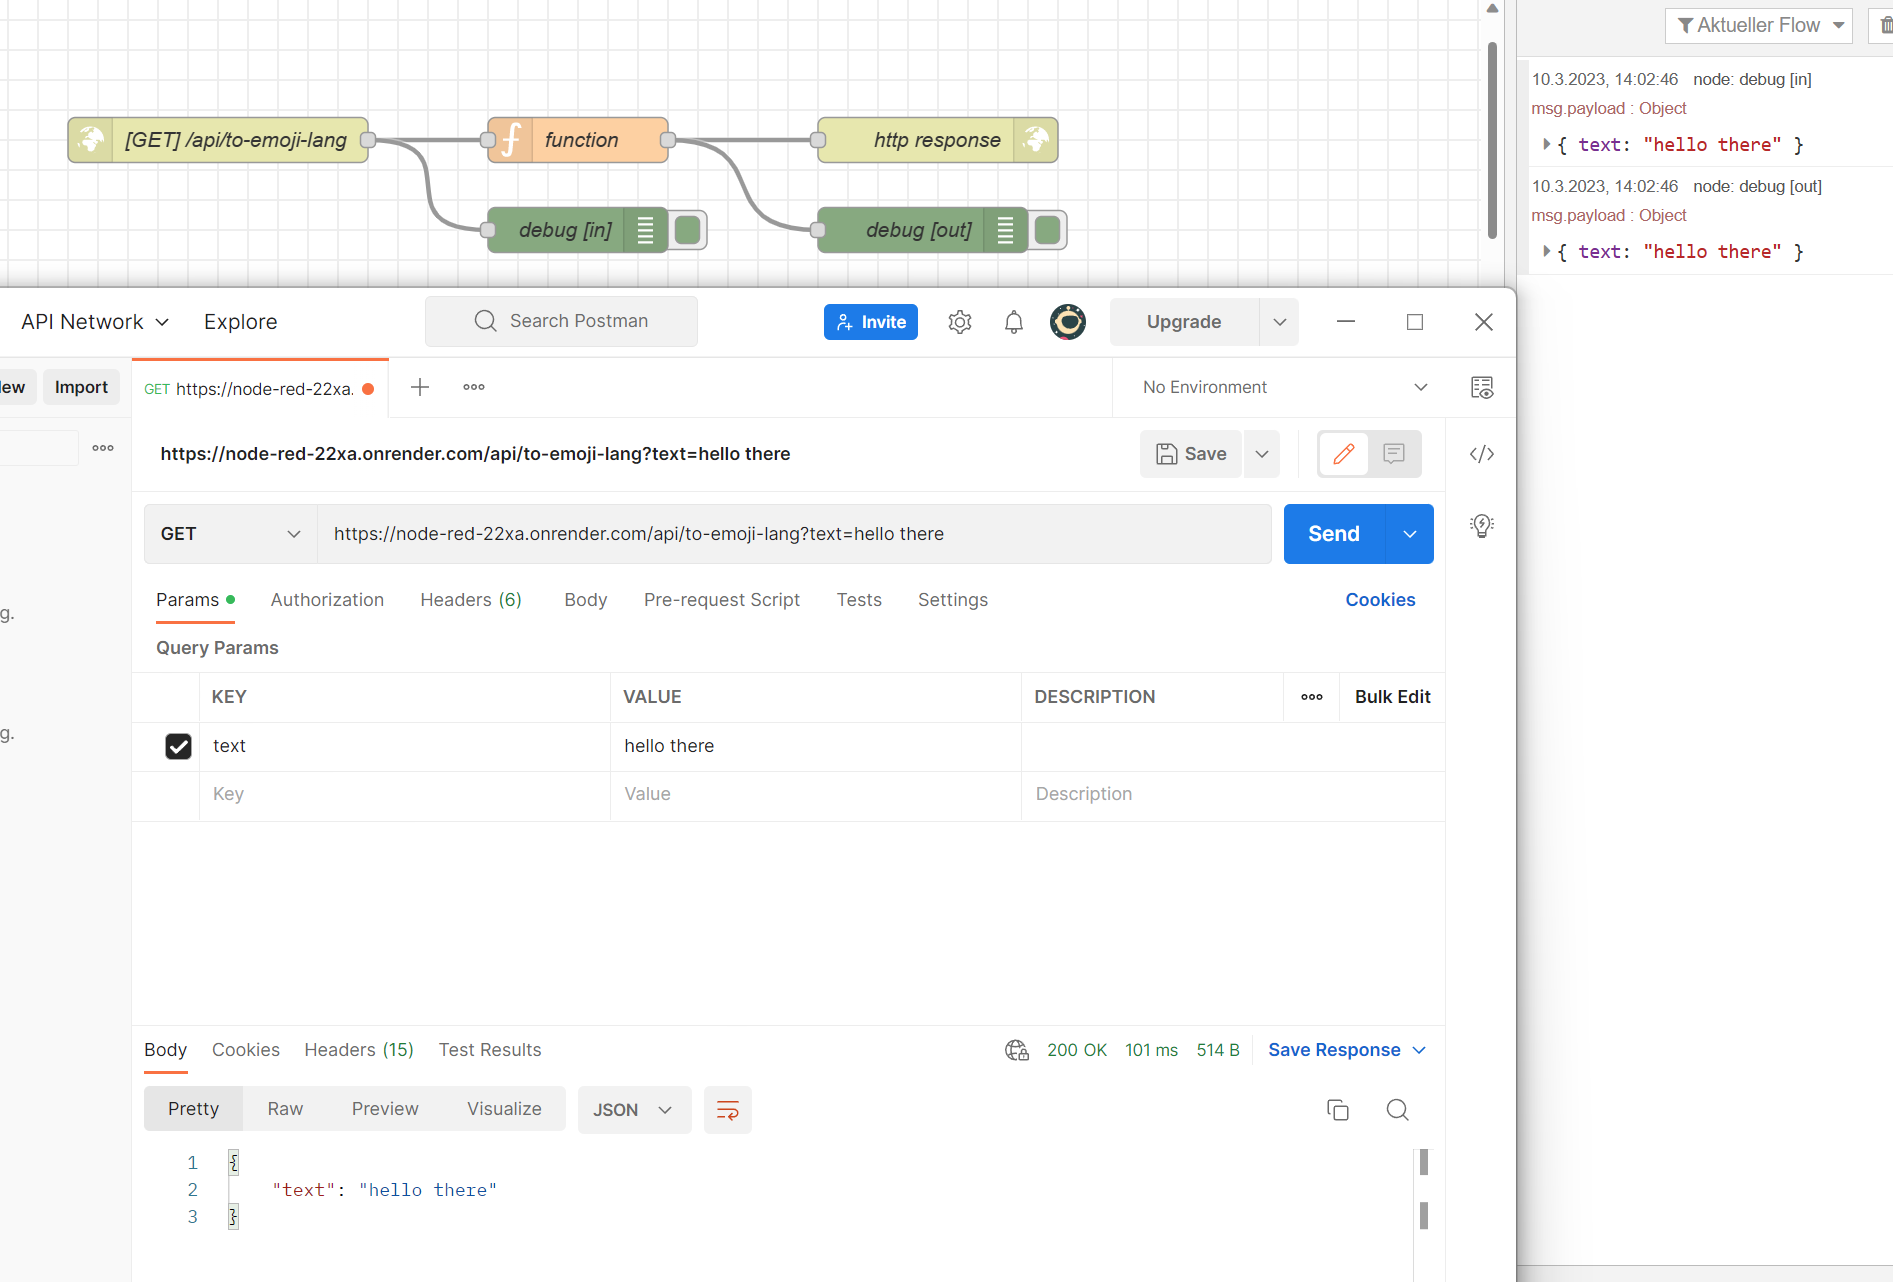 Aktueller Flow
[GET] /api/to-emoji-lang
function
http response
debug [in]
debug [out]
10.3.2023, 14:02:46 node: debug [in]
msg.payload : Object
{ text: "hello there" }
10.3.2023, 14:02:46 node: debug [out]
msg.payload : Object
{ text: "hello there" }
API Network
Explore
Search Postman
Invite
Upgrade
ew
Import
GET https://node-red-22xa.
No Environment
https://node-red-22xa.onrender.com/api/to-emoji-lang?text=hello there
Save
GET
https://node-red-22xa.onrender.com/api/to-emoji-lang?text=hello there
Send
Params
Authorization
Headers (6)
Body
Pre-request Script
Tests
Settings
Cookies
g.
Query Params
KEY
VALUE
DESCRIPTION
Bulk Edit
g.
text
hello there
Key
Value
Description
Body
Cookies
Headers (15)
Test Results
200 OK
101 ms
514 B
Save Response
Pretty
Raw
Preview
Visualize
JSON
1 {
2 "text": "hello there"
3 }